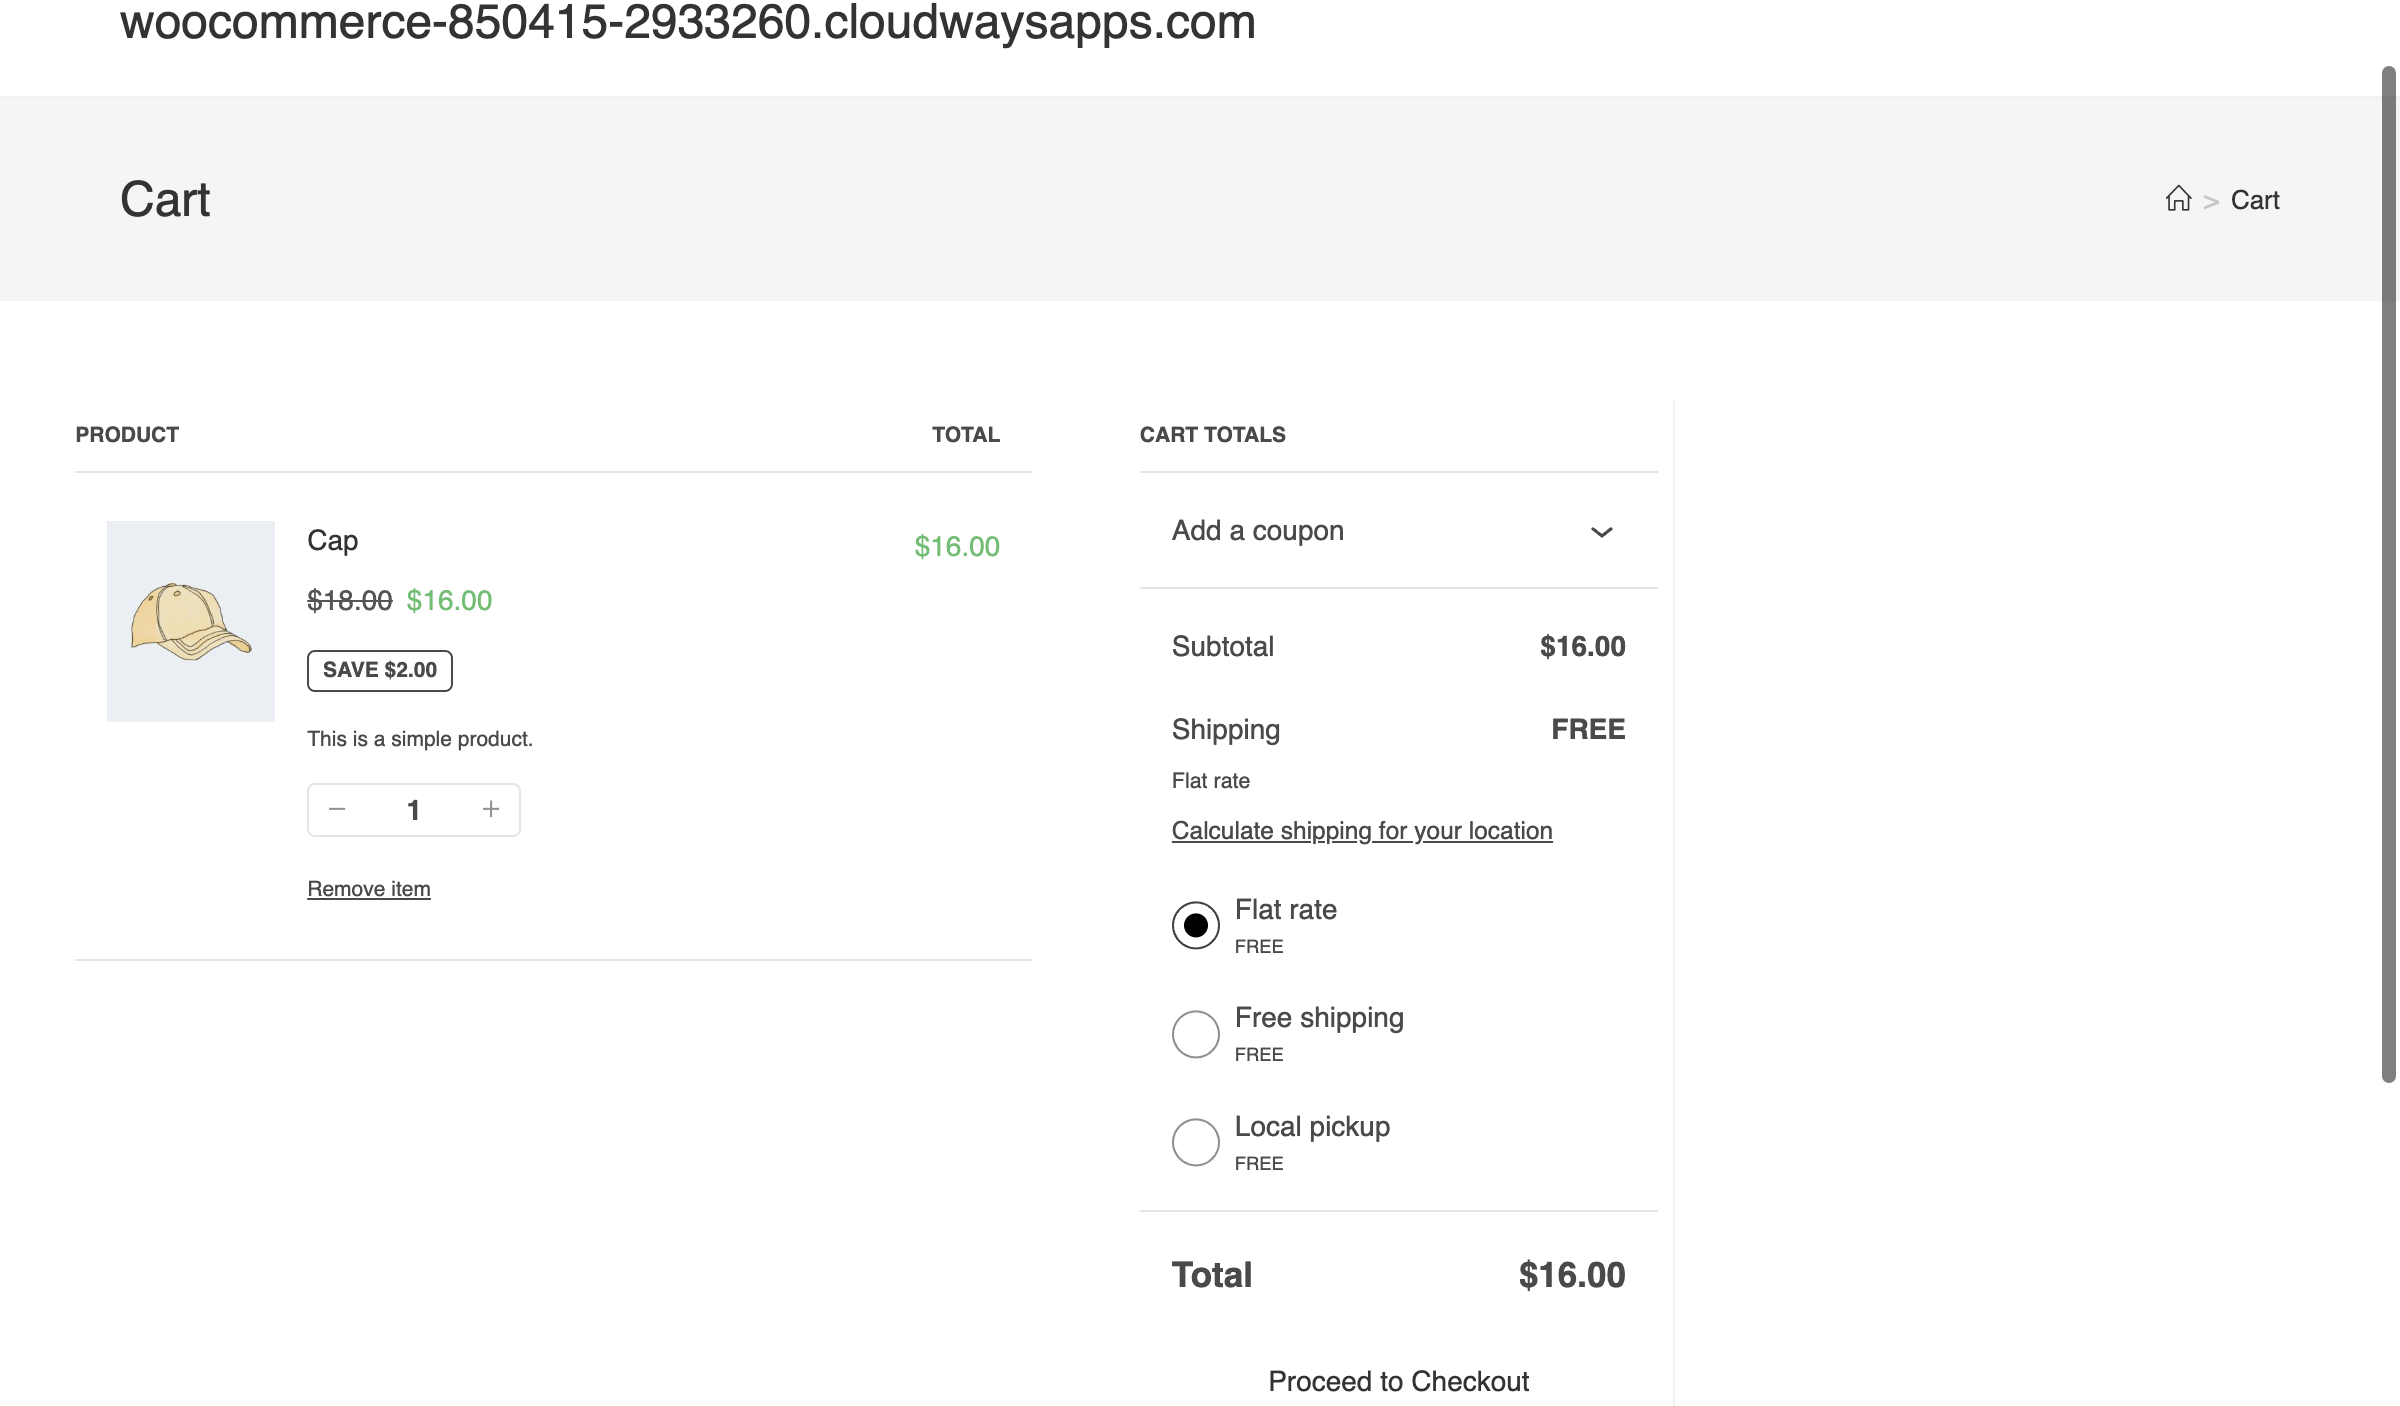 woocommerce-850415-2933260.cloudwaysapps.com
Cart
> Cart
PRODUCT TOTAL
Cap
$16.00
$18.00 $16.00
SAVE $2.00
This is a simple product.
− 1 +
Remove item
CART TOTALS
Add a coupon
Subtotal $16.00
Shipping FREE
Flat rate
Calculate shipping for your location
Flat rate
FREE
Free shipping
FREE
Local pickup
FREE
Total $16.00
Proceed to Checkout